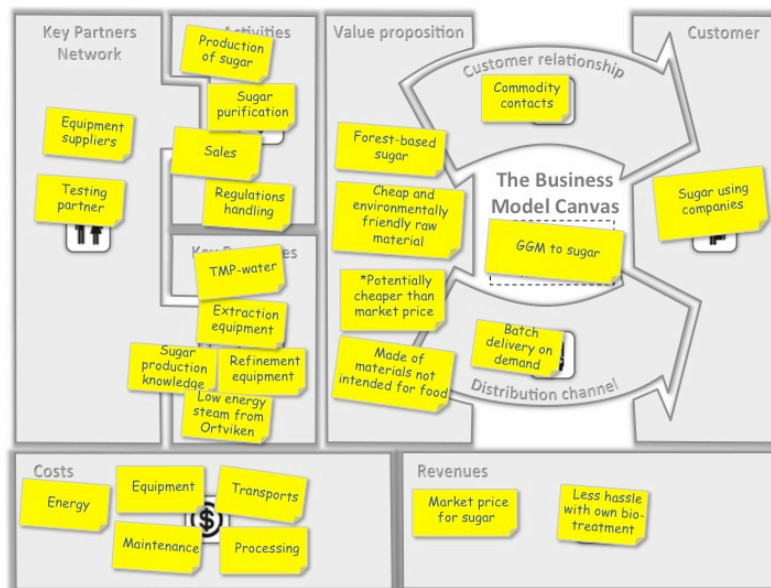 Key Partners
Network
Equipment
suppliers
Testing
partner
Activities
Production
of sugar
Sugar
purification
Sales
Regulations
handling
TMP-water
Extraction
equipment
Sugar
production
knowledge
Refinement
equipment
Low energy
steam from
Ortviken
Value proposition
Forest-based
sugar
Cheap and
environmentally
friendly raw
material
*Potentially
cheaper than
market price
Made of
materials not
intended for food
Customer relationship
Commodity
contacts
The Business
Model Canvas
GGM to sugar
Batch
delivery on
demand
Distribution channel
Customer
Sugar using
companies
Costs
Energy
Equipment
Transports
Maintenance
Processing
$
Revenues
Market price
for sugar
Less hassle
with own bio-
treatment